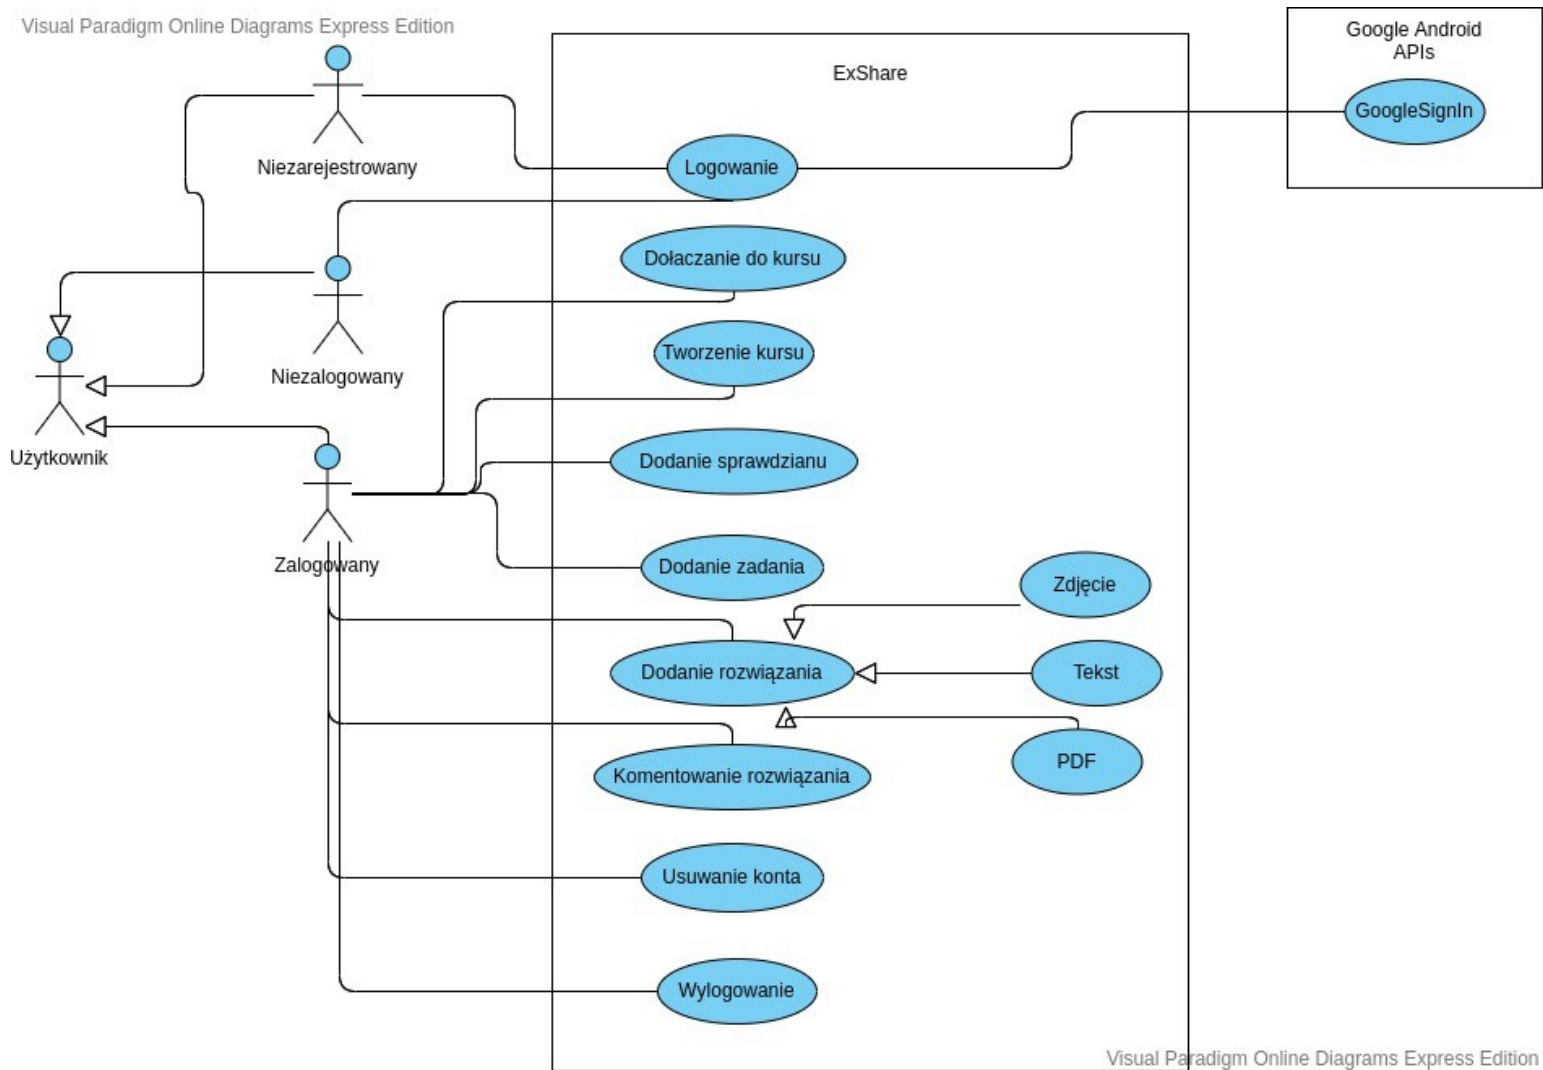 Visual Paradigm Online Diagrams Express Edition
Google Android
APIs
ExShare
GoogleSignIn
Niezarejestrowany
Logowanie
Dołaczanie do kursu
Tworzenie kursu
Niezalogowany
Użytkownik
Dodanie sprawdzianu
Zalogowany
Dodanie zadania
Zdjęcie
Dodanie rozwiązania
Tekst
Komentowanie rozwiązania
PDF
Usuwanie konta
Wylogowanie
Visual Paradigm Online Diagrams Express Edition